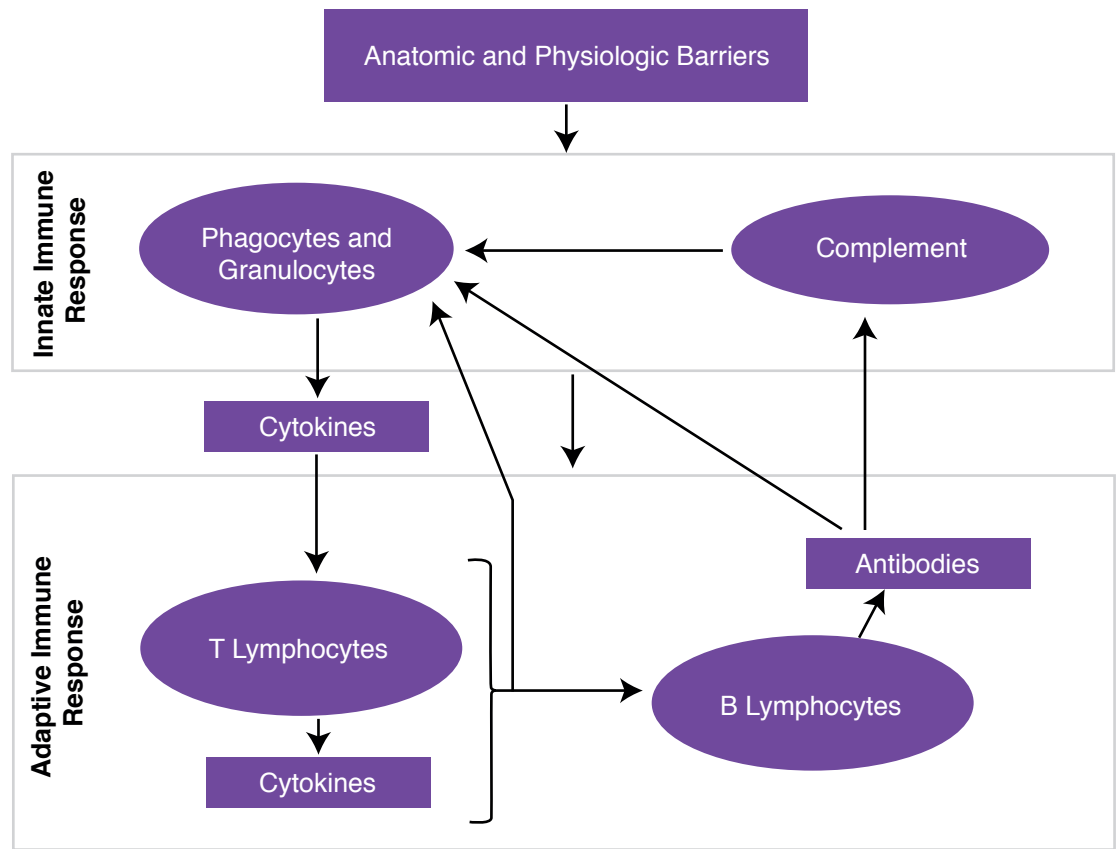 Anatomic and Physiologic Barriers
Innate Immune
Response
Phagocytes and
Granulocytes
Complement
Cytokines
Adaptive Immune
Response
Antibodies
T Lymphocytes
B Lymphocytes
Cytokines